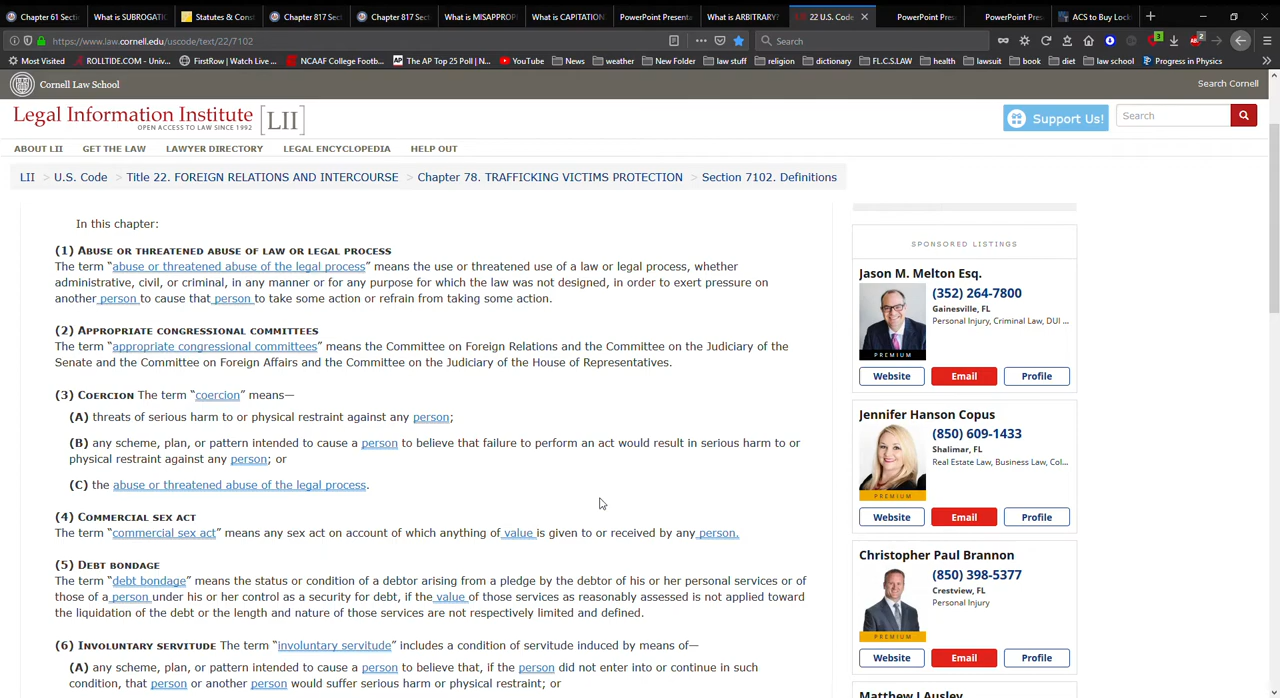 Chapter 61 Secti
What is SUBROGATI
Statutes & Cons
Chapter 817 Sec
Chapter 817 Sec
What is MISAPPROP
What is CAPITATION
PowerPoint Presenta
What is ARBITRARY?
22 U.S. Code
PowerPoint Pres
PowerPoint Pres
ACS to Buy Lock
https://www.law.cornell.edu/uscode/text/22/7102
Search
3
2
Most Visited
ROLLTIDE.COM - Univ...
FirstRow | Watch Live ...
NCAAF College Footb...
AP The AP Top 25 Poll | N...
YouTube
News
weather
New Folder
law stuff
religion
dictionary
FL.C.S.LAW
health
lawsuit
book
diet
law school
Progress in Physics
Cornell Law School
Search Cornell
Legal Information Institute [LII]
OPEN ACCESS TO LAW SINCE 1992
Support Us!
Search
ABOUT LII
GET THE LAW
LAWYER DIRECTORY
LEGAL ENCYCLOPEDIA
HELP OUT
LII > U.S. Code > Title 22. FOREIGN RELATIONS AND INTERCOURSE > Chapter 78. TRAFFICKING VICTIMS PROTECTION > Section 7102. Definitions
In this chapter:
(1) ABUSE OR THREATENED ABUSE OF LAW OR LEGAL PROCESS
The term “abuse or threatened abuse of the legal process” means the use or threatened use of a law or legal process, whether
administrative, civil, or criminal, in any manner or for any purpose for which the law was not designed, in order to exert pressure on
another person to cause that person to take some action or refrain from taking some action.
(2) APPROPRIATE CONGRESSIONAL COMMITTEES
The term “appropriate congressional committees” means the Committee on Foreign Relations and the Committee on the Judiciary of the
Senate and the Committee on Foreign Affairs and the Committee on the Judiciary of the House of Representatives.
(3) COERCION The term “coercion” means—
(A) threats of serious harm to or physical restraint against any person;
(B) any scheme, plan, or pattern intended to cause a person to believe that failure to perform an act would result in serious harm to or
physical restraint against any person; or
(C) the abuse or threatened abuse of the legal process.
(4) COMMERCIAL SEX ACT
The term “commercial sex act” means any sex act on account of which anything of value is given to or received by any person.
(5) DEBT BONDAGE
The term “debt bondage” means the status or condition of a debtor arising from a pledge by the debtor of his or her personal services or of
those of a person under his or her control as a security for debt, if the value of those services as reasonably assessed is not applied toward
the liquidation of the debt or the length and nature of those services are not respectively limited and defined.
(6) INVOLUNTARY SERVITUDE The term “involuntary servitude” includes a condition of servitude induced by means of—
(A) any scheme, plan, or pattern intended to cause a person to believe that, if the person did not enter into or continue in such
condition, that person or another person would suffer serious harm or physical restraint; or
SPONSORED LISTINGS
Jason M. Melton Esq.
(352) 264-7800
Gainesville, FL
Personal Injury, Criminal Law, DUI ...
PREMIUM
Website
Email
Profile
Jennifer Hanson Copus
(850) 609-1433
Shalimar, FL
Real Estate Law, Business Law, Col...
PREMIUM
Website
Email
Profile
Christopher Paul Brannon
(850) 398-5377
Crestview, FL
Personal Injury
PREMIUM
Website
Email
Profile
Matthew J Ausley